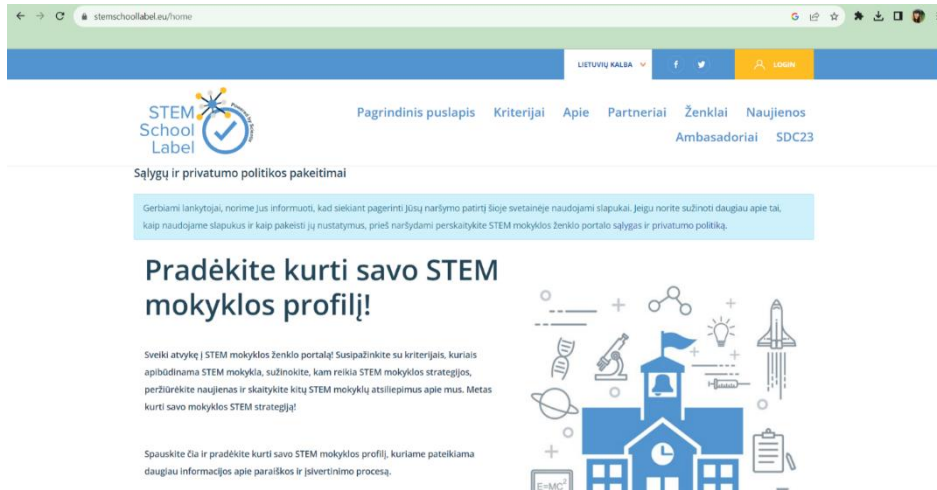 stemschoollabel.eu/home
LIETUVIŲ KALBA
LOGIN
STEM
School
Label
Powered by Scientix
Pagrindinis puslapis Kriterijai Apie Partneriai Ženklai Naujienos
Ambasadoriai SDC23
Sąlygų ir privatumo politikos pakeitimai
Gerbiami lankytojai, norime Jus informuoti, kad siekiant pagerinti Jūsų naršymo patirtį šioje svetainėje naudojami slapukai. Jeigu norite sužinoti daugiau apie tai,
kaip naudojame slapukus ir kaip pakeisti jų nustatymus, prieš naršydami perskaitykite STEM mokyklos ženklo portalo sąlygas ir privatumo politiką.
Pradėkite kurti savo STEM
mokyklos profilį!
Sveiki atvykę į STEM mokyklos ženklo portalą! Susipažinkite su kriterijais, kuriais
apibūdinama STEM mokykla, sužinokite, kam reikia STEM mokyklos strategijos,
peržiūrėkite naujienas ir skaitykite kitų STEM mokyklų atsiliepimus apie mus. Metas
kurti savo mokyklos STEM strategiją!
Spauskite čia ir pradėkite kurti savo STEM mokyklos profilį, kuriame pateikiama
daugiau informacijos apie paraiškos ir įsivertinimo procesą.
E=MC²